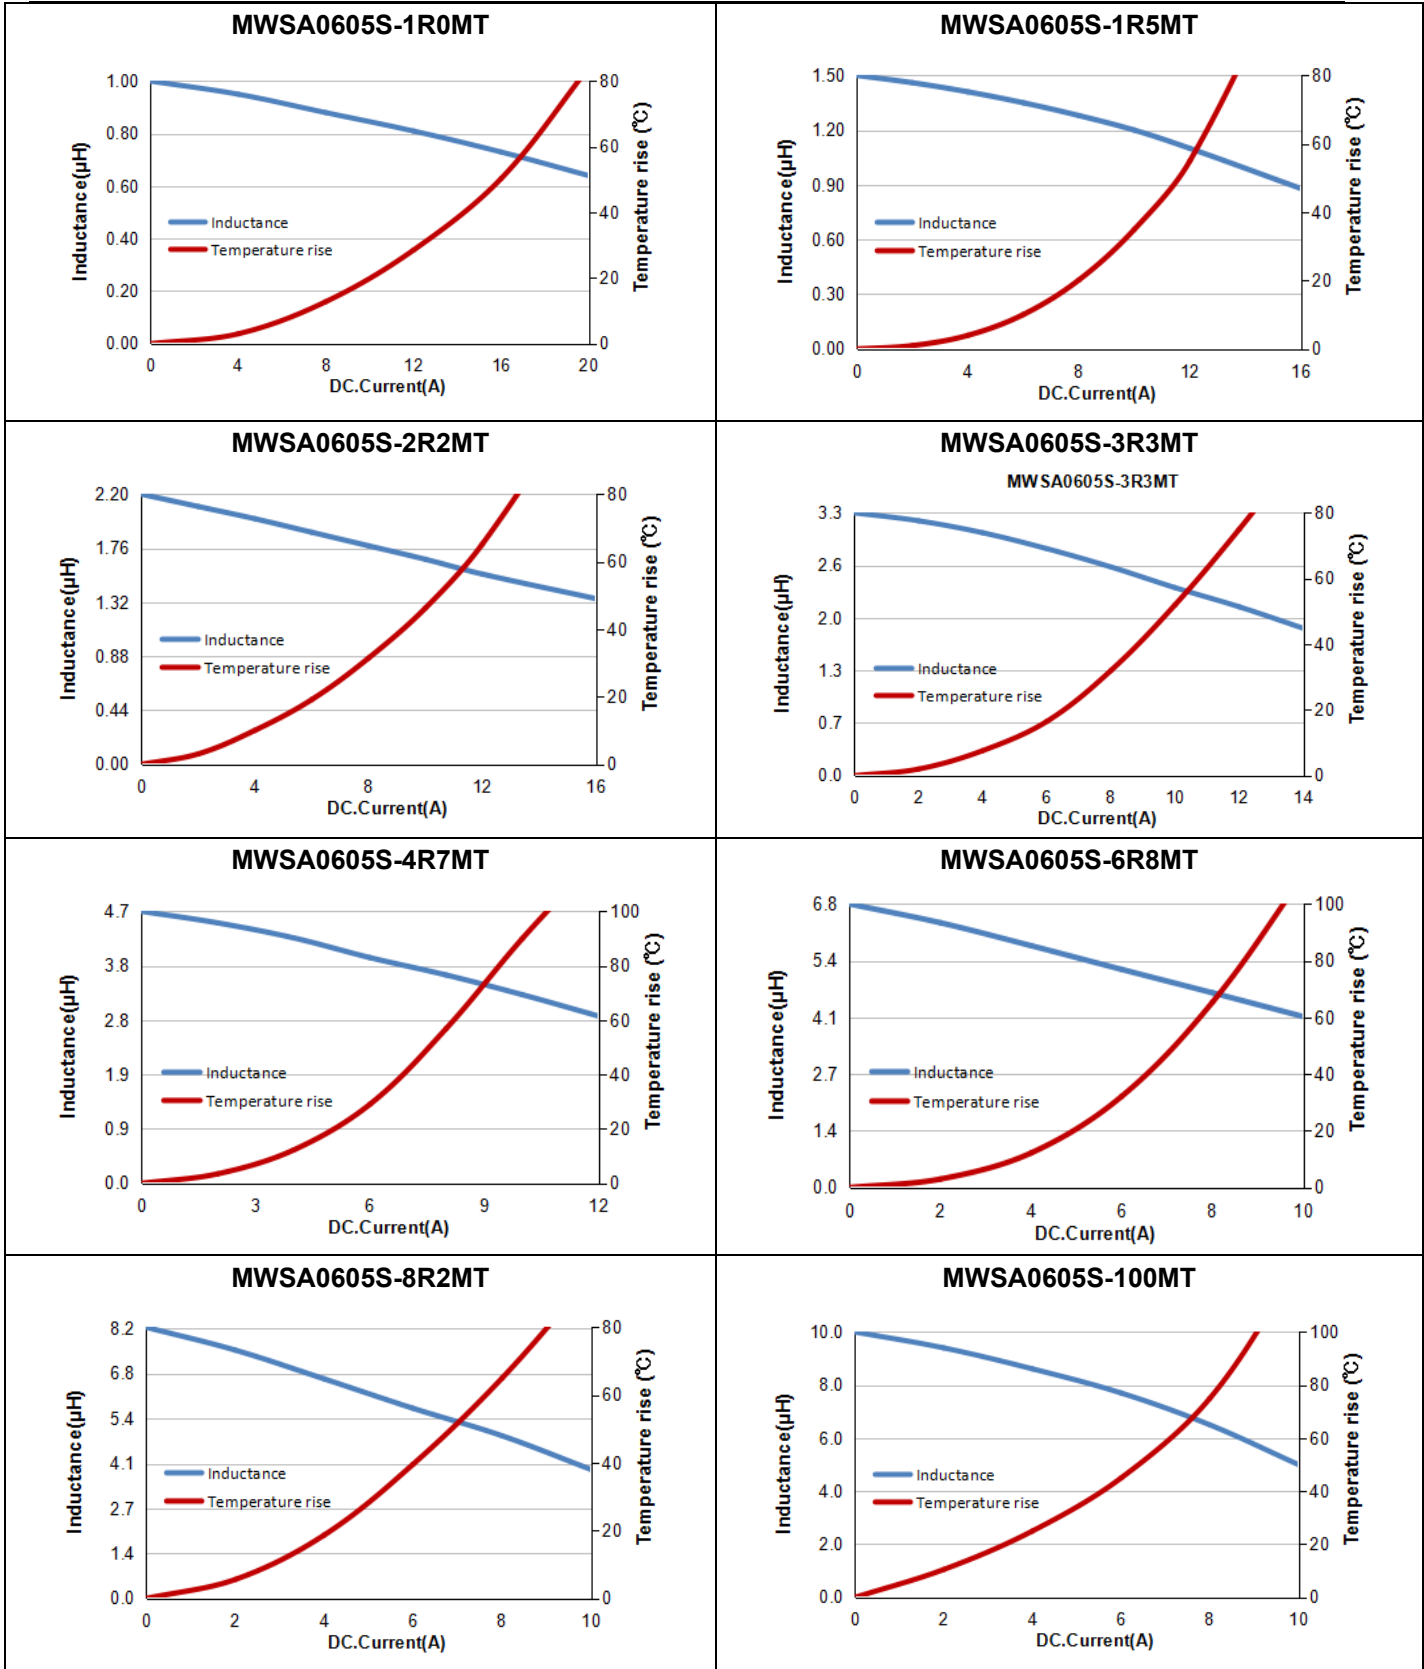 MWSA0605S-1R0MT
1.00
0.80
0.60
0.40
0.20
0.00
Inductance(µH)
80
60
40
20
0
Temperature rise (℃)
Inductance
Temperature rise
0 4 8 12 16 20
DC.Current(A)
MWSA0605S-1R5MT
1.50
1.20
0.90
0.60
0.30
0.00
Inductance(µH)
80
60
40
20
0
Temperature rise (℃)
Inductance
Temperature rise
0 4 8 12 16
DC.Current(A)
MWSA0605S-2R2MT
2.20
1.76
1.32
0.88
0.44
0.00
Inductance(µH)
80
60
40
20
0
Temperature rise (℃)
Inductance
Temperature rise
0 4 8 12 16
DC.Current(A)
MWSA0605S-3R3MT
MWSA0605S-3R3MT
3.3
2.6
2.0
1.3
0.7
0.0
Inductance(µH)
80
60
40
20
0
Temperature rise (℃)
Inductance
Temperature rise
0 2 4 6 8 10 12 14
DC.Current(A)
MWSA0605S-4R7MT
4.7
3.8
2.8
1.9
0.9
0.0
Inductance(µH)
100
80
60
40
20
0
Temperature rise (℃)
Inductance
Temperature rise
0 3 6 9 12
DC.Current(A)
MWSA0605S-6R8MT
6.8
5.4
4.1
2.7
1.4
0.0
Inductance(µH)
100
80
60
40
20
0
Temperature rise (℃)
Inductance
Temperature rise
0 2 4 6 8 10
DC.Current(A)
MWSA0605S-8R2MT
8.2
6.8
5.4
4.1
2.7
1.4
0.0
Inductance(µH)
80
60
40
20
0
Temperature rise (℃)
Inductance
Temperature rise
0 2 4 6 8 10
DC.Current(A)
MWSA0605S-100MT
10.0
8.0
6.0
4.0
2.0
0.0
Inductance(µH)
100
80
60
40
20
0
Temperature rise (℃)
Inductance
Temperature rise
0 2 4 6 8 10
DC.Current(A)